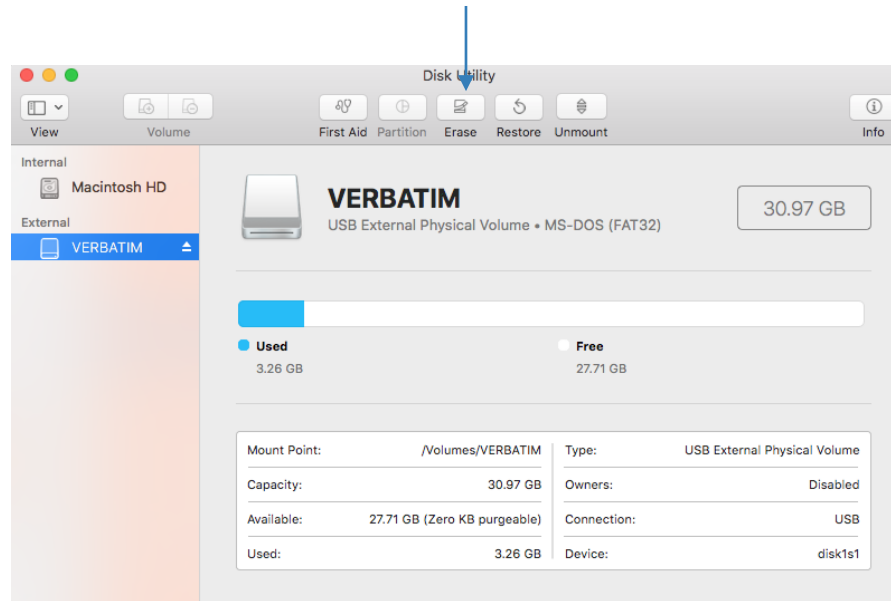 Disk Utility
View
Volume
First Aid
Partition
Erase
Restore
Unmount
Info
Internal
Macintosh HD
External
VERBATIM
VERBATIM
USB External Physical Volume • MS-DOS (FAT32)
30.97 GB
Used
3.26 GB
Free
27.71 GB
Mount Point: /Volumes/VERBATIM
Capacity: 30.97 GB
Available: 27.71 GB (Zero KB purgeable)
Used: 3.26 GB
Type: USB External Physical Volume
Owners: Disabled
Connection: USB
Device: disk1s1